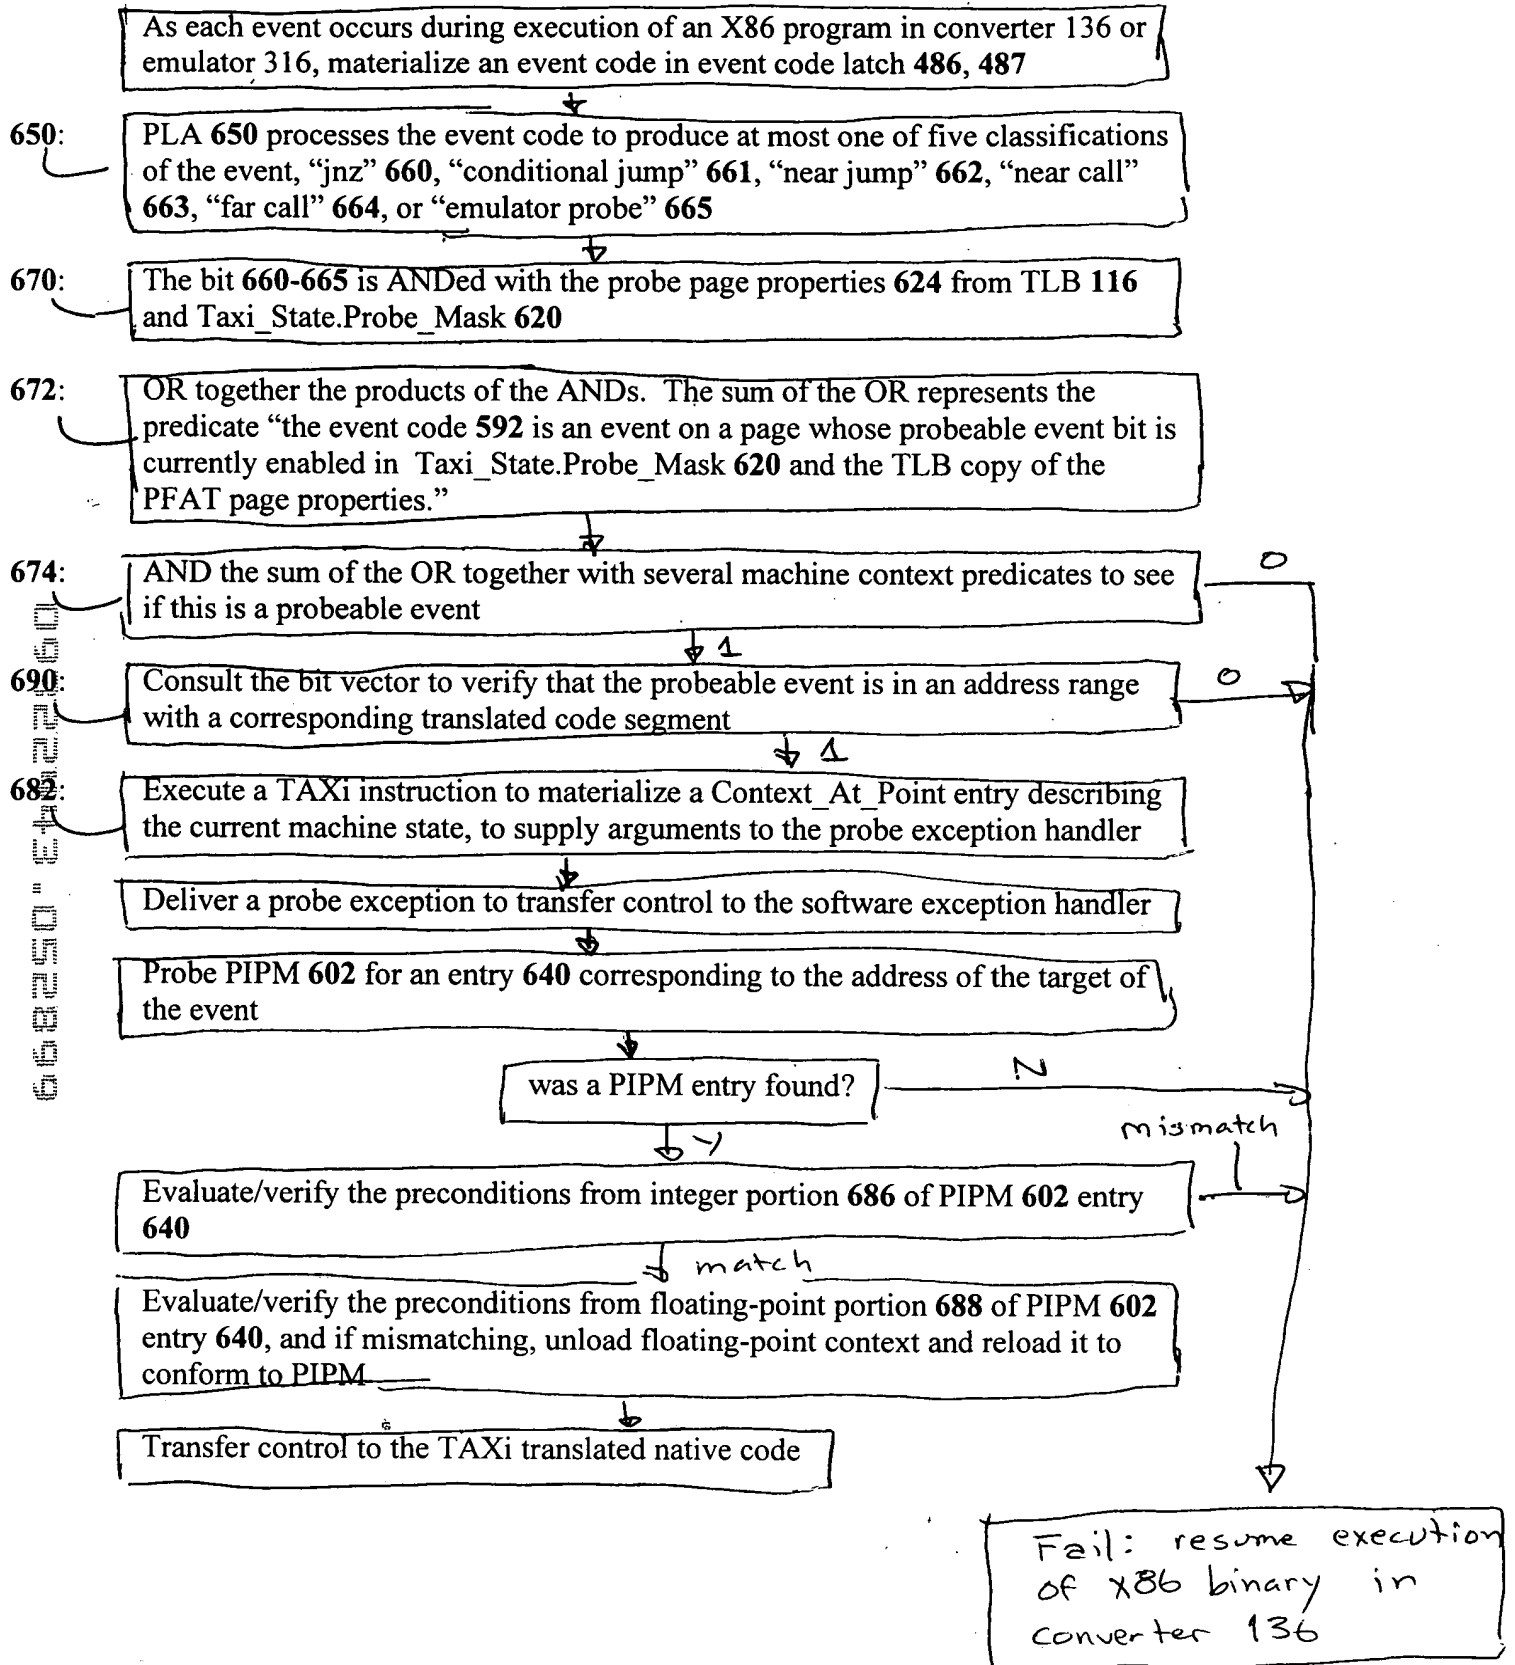 As each event occurs during execution of an X86 program in converter 136 or
emulator 316, materialize an event code in event code latch 486, 487
650:
PLA 650 processes the event code to produce at most one of five classifications
of the event, “jnz” 660, “conditional jump” 661, “near jump” 662, “near call”
663, “far call” 664, or “emulator probe” 665
670:
The bit 660-665 is ANDed with the probe page properties 624 from TLB 116
and Taxi_State.Probe_Mask 620
672:
OR together the products of the ANDs. The sum of the OR represents the
predicate “the event code 592 is an event on a page whose probeable event bit is
currently enabled in Taxi_State.Probe_Mask 620 and the TLB copy of the
PFAT page properties.”
674:
AND the sum of the OR together with several machine context predicates to see
if this is a probeable event
0
1
690:
Consult the bit vector to verify that the probeable event is in an address range
with a corresponding translated code segment
0
1
682:
Execute a TAXi instruction to materialize a Context_At_Point entry describing
the current machine state, to supply arguments to the probe exception handler
Deliver a probe exception to transfer control to the software exception handler
Probe PIPM 602 for an entry 640 corresponding to the address of the target of
the event
was a PIPM entry found?
N
Y
mismatch
Evaluate/verify the preconditions from integer portion 686 of PIPM 602 entry
640
match
Evaluate/verify the preconditions from floating-point portion 688 of PIPM 602
entry 640, and if mismatching, unload floating-point context and reload it to
conform to PIPM
Transfer control to the TAXi translated native code
Fail: resume execution
of X86 binary in
converter 136